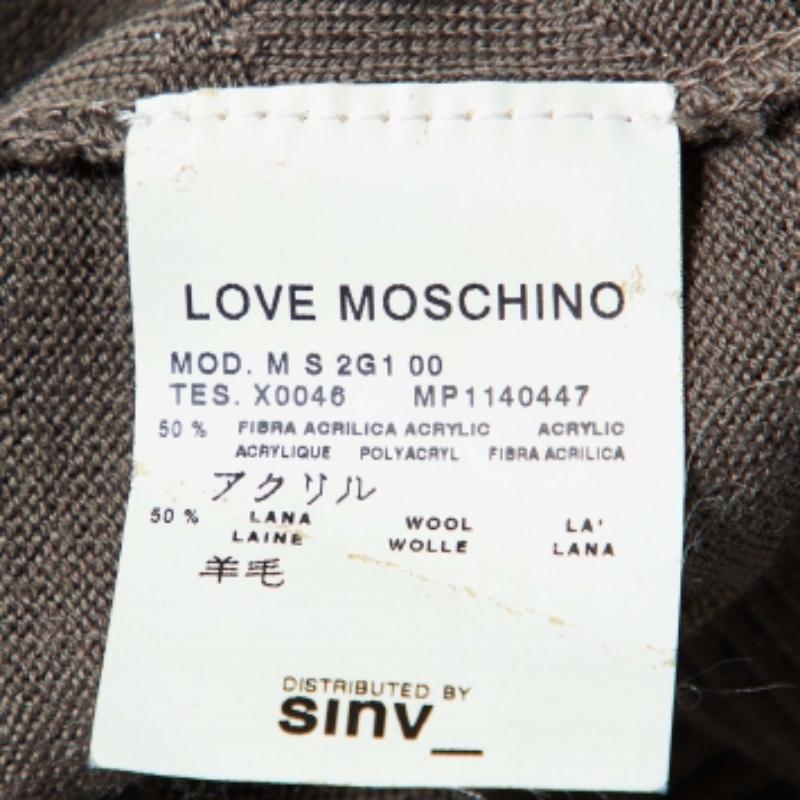 LOVE MOSCHINO
MOD. M S 2G1 00
TES. X0046 MP1140447
50 % FIBRA ACRILICA ACRYLIC ACRYLIC
ACRYLIQUE POLYACRYL FIBRA ACRILICA
アクリル
50 % LANA WOOL LA'
LAINE WOLLE LANA
羊毛
DISTRIBUTED BY
sinv_